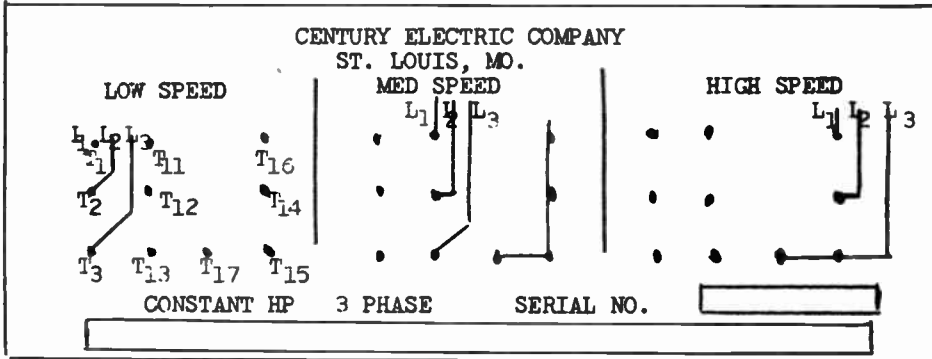 CENTURY ELECTRIC COMPANY
ST. LOUIS, MO.
LOW SPEED
MED SPEED
HIGH SPEED
L1 L2 L3
L1 L2 L3
L1 L2 L3
T1 T11 T16
T2 T12 T14
T3 T13 T17 T15
CONSTANT HP 3 PHASE SERIAL NO.